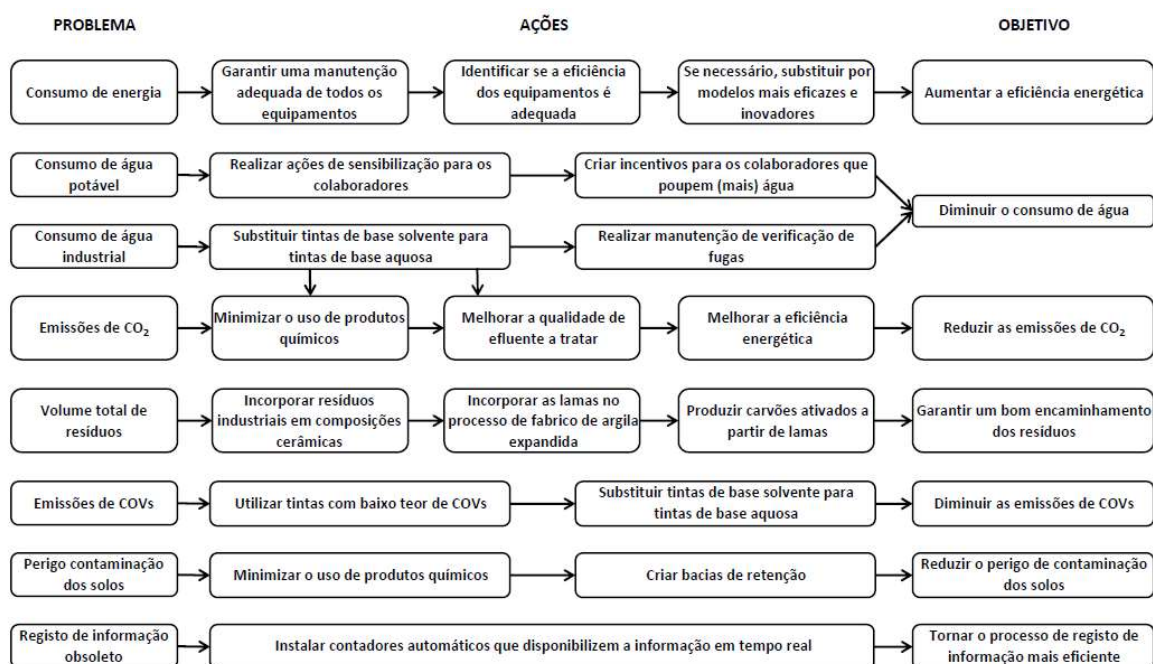 PROBLEMA
AÇÕES
OBJETIVO
Consumo de energia
Garantir uma manutenção
adequada de todos os
equipamentos
Identificar se a eficiência
dos equipamentos é
adequada
Se necessário, substituir por
modelos mais eficazes e
inovadores
Aumentar a eficiência energética
Consumo de água
potável
Realizar ações de sensibilização para os
colaboradores
Criar incentivos para os colaboradores que
poupem (mais) água
Diminuir o consumo de água
Consumo de água
industrial
Substituir tintas de base solvente para
tintas de base aquosa
Realizar manutenção de verificação de
fugas
Emissões de CO₂
Minimizar o uso de produtos
químicos
Melhorar a qualidade de
efluente a tratar
Melhorar a eficiência
energética
Reduzir as emissões de CO₂
Volume total de
resíduos
Incorporar resíduos
industriais em composições
cerâmicas
Incorporar as lamas no
processo de fabrico de argila
expandida
Produzir carvões ativados a
partir de lamas
Garantir um bom encaminhamento
dos resíduos
Emissões de COVs
Utilizar tintas com baixo teor de COVs
Substituir tintas de base solvente para
tintas de base aquosa
Diminuir as emissões de COVs
Perigo contaminação
dos solos
Minimizar o uso de produtos químicos
Criar bacias de retenção
Reduzir o perigo de contaminação
dos solos
Registo de informação
obsoleto
Instalar contadores automáticos que disponibilizem a informação em tempo real
Tornar o processo de registo de
informação mais eficiente